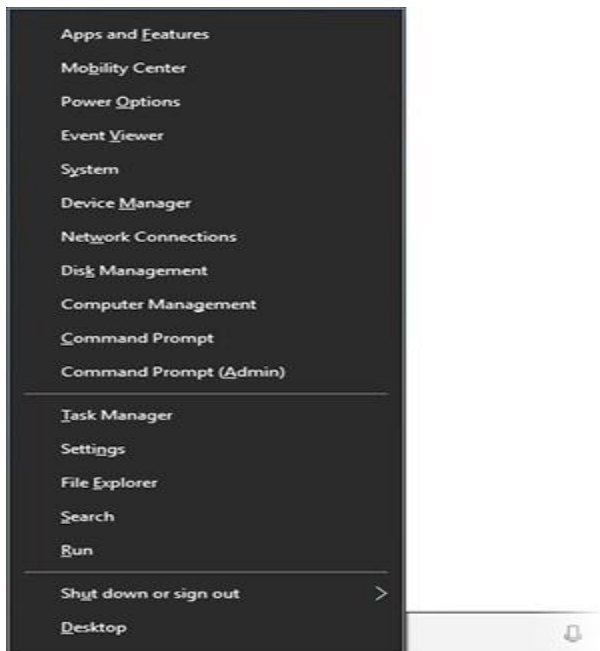 Apps and Features
Mobility Center
Power Options
Event Viewer
System
Device Manager
Network Connections
Disk Management
Computer Management
Command Prompt
Command Prompt (Admin)
Task Manager
Settings
File Explorer
Search
Run
Shut down or sign out
Desktop